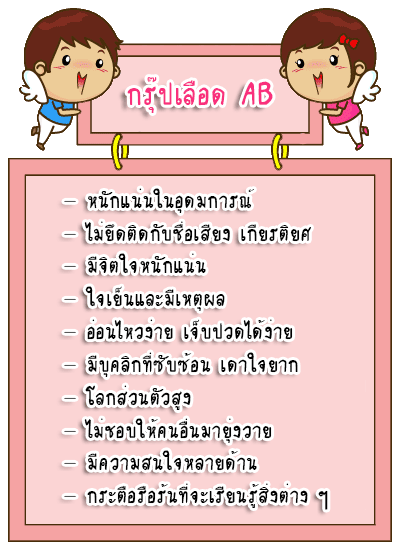 กรุ๊ปเลือด AB
– หนักแน่นในอุดมการณ์
– ไม่ยึดติดกับชื่อเสียง เกียรติยศ
– มีจิตใจหนักแน่น
– ใจเย็นและมีเหตุผล
– อ่อนไหวง่าย เจ็บปวดได้ง่าย
– มีบุคลิกที่ซับซ้อน เดาใจยาก
– โลกส่วนตัวสูง
– ไม่ชอบให้คนอื่นมายุ่งวาย
– มีความสนใจหลายด้าน
– กระตือรือร้นที่จะเรียนรู้สิ่งต่าง ๆ